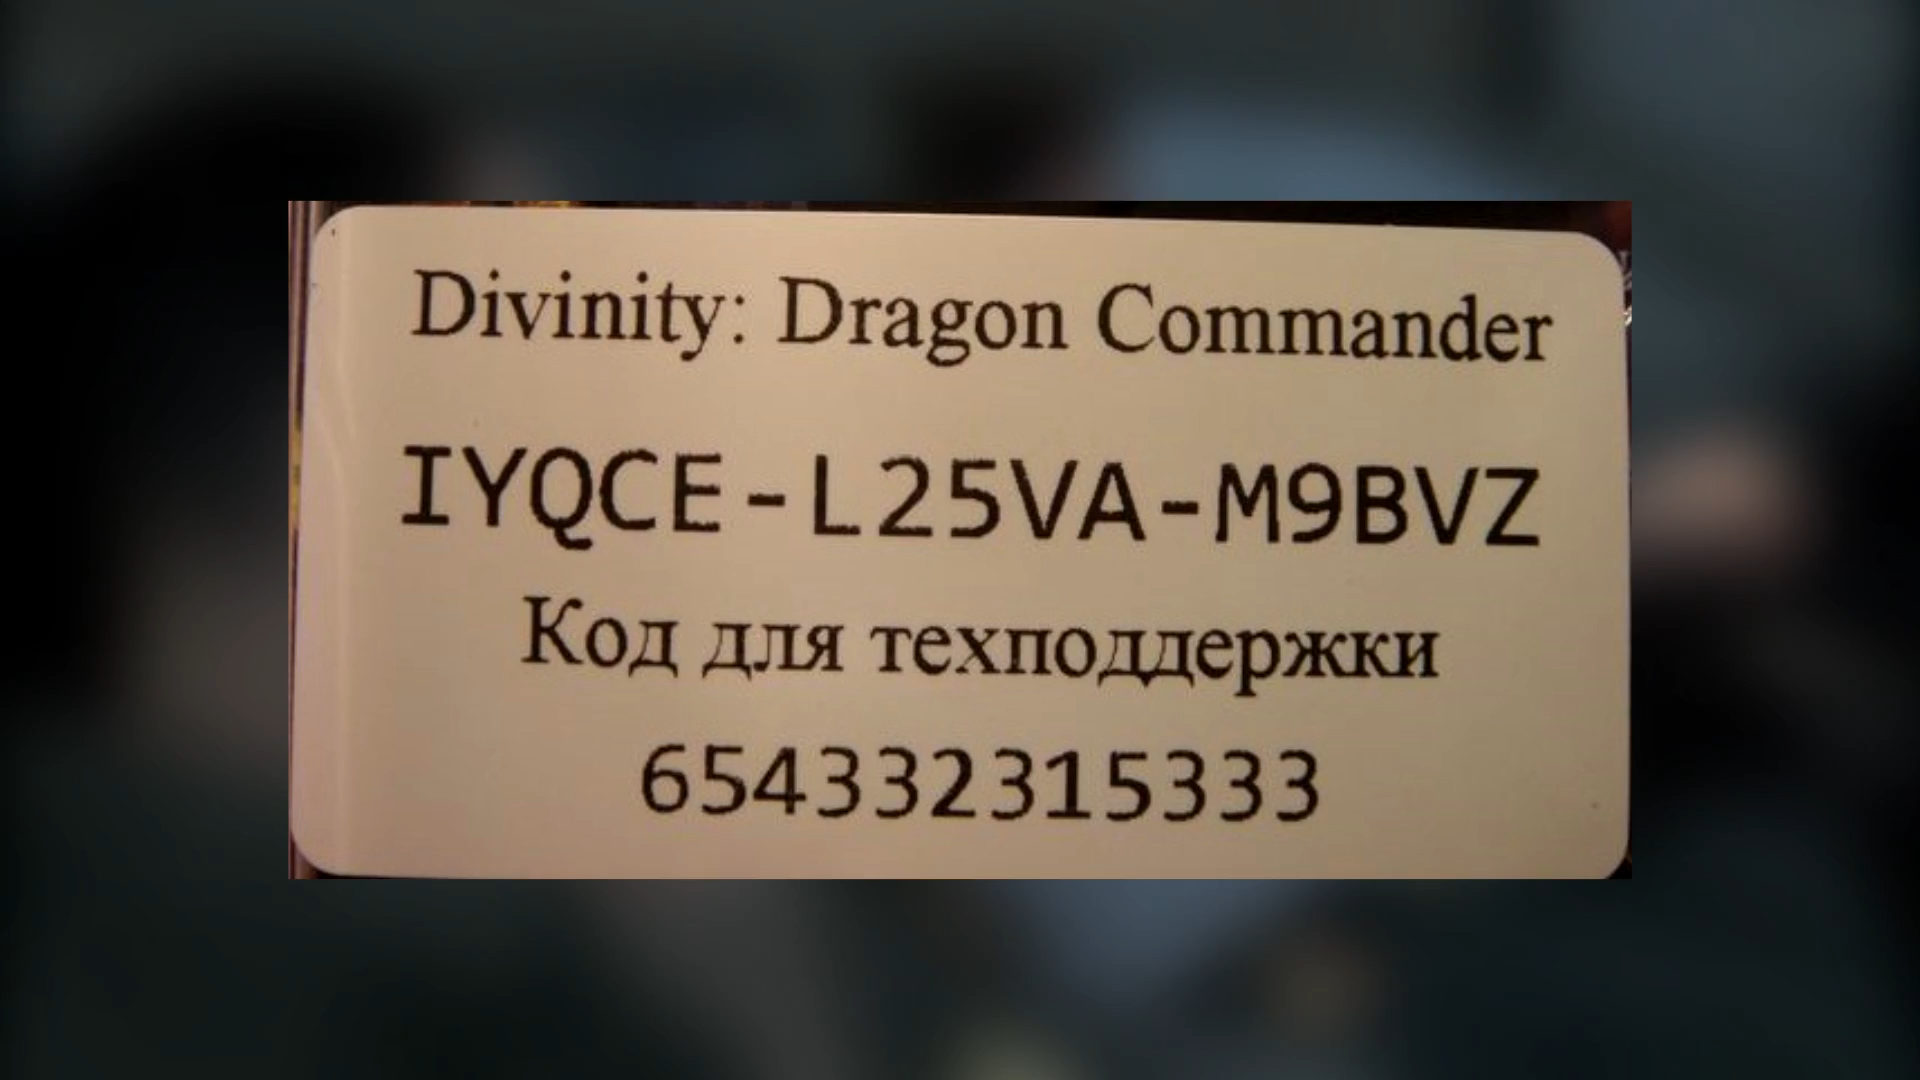 Divinity: Dragon Commander
IYQCE-L25VA-M9BVZ
Код для техподдержки
654332315333